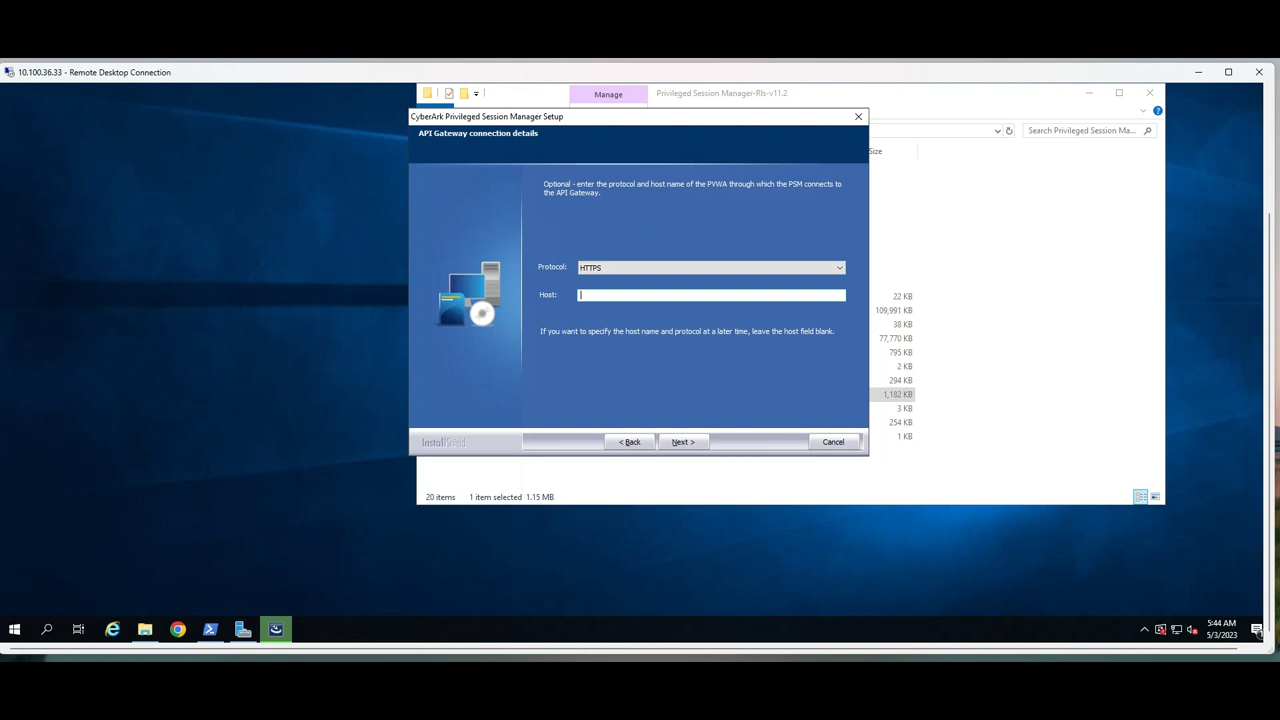 10.100.36.33 - Remote Desktop Connection
Manage
Privileged Session Manager-Rls-v11.2
CyberArk Privileged Session Manager Setup
API Gateway connection details
Search Privileged Session Ma...
Size
Optional - enter the protocol and host name of the PVWA through which the PSM connects to
the API Gateway.
Protocol:
HTTPS
Host:
If you want to specify the host name and protocol at a later time, leave the host field blank.
22 KB
109,991 KB
38 KB
77,770 KB
795 KB
2 KB
294 KB
1,182 KB
3 KB
254 KB
1 KB
InstallShield
< Back
Next >
Cancel
20 items
1 item selected
1.15 MB
5:44 AM
5/3/2023